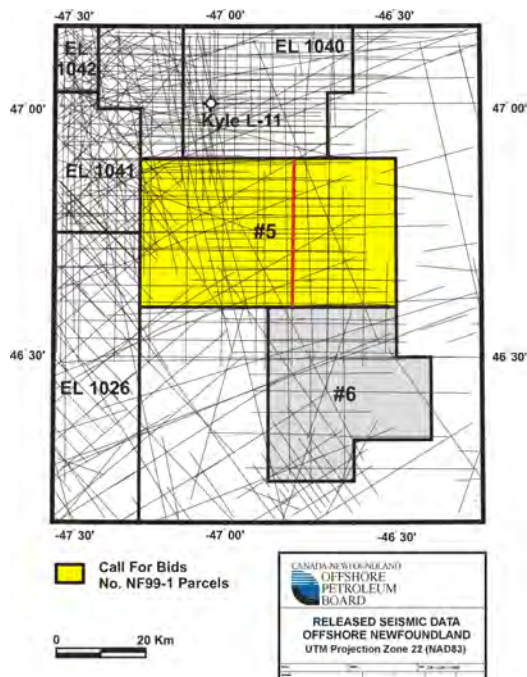 -47° 30'
-47° 00'
-46° 30'
EL
1042
EL 1040
47° 00'
47° 00'
Kyle L-11
EL 1041
#5
46° 30'
46° 30'
EL 1026
#6
-47° 30'
-47° 00'
-46° 30'
Call For Bids
No. NF99-1 Parcels
0 20 Km
CANADA-NEWFOUNDLAND
OFFSHORE
PETROLEUM
BOARD
RELEASED SEISMIC DATA
OFFSHORE NEWFOUNDLAND
UTM Projection Zone 22 (NAD83)